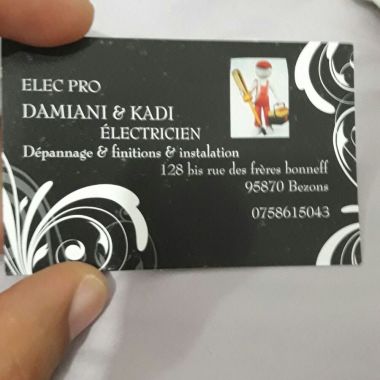 ELEC PRO
DAMIANI & KADI
ÉLECTRICIEN
Dépannage & finitions & instalation
128 bis rue des frères bonneff
95870 Bezons
0758615043